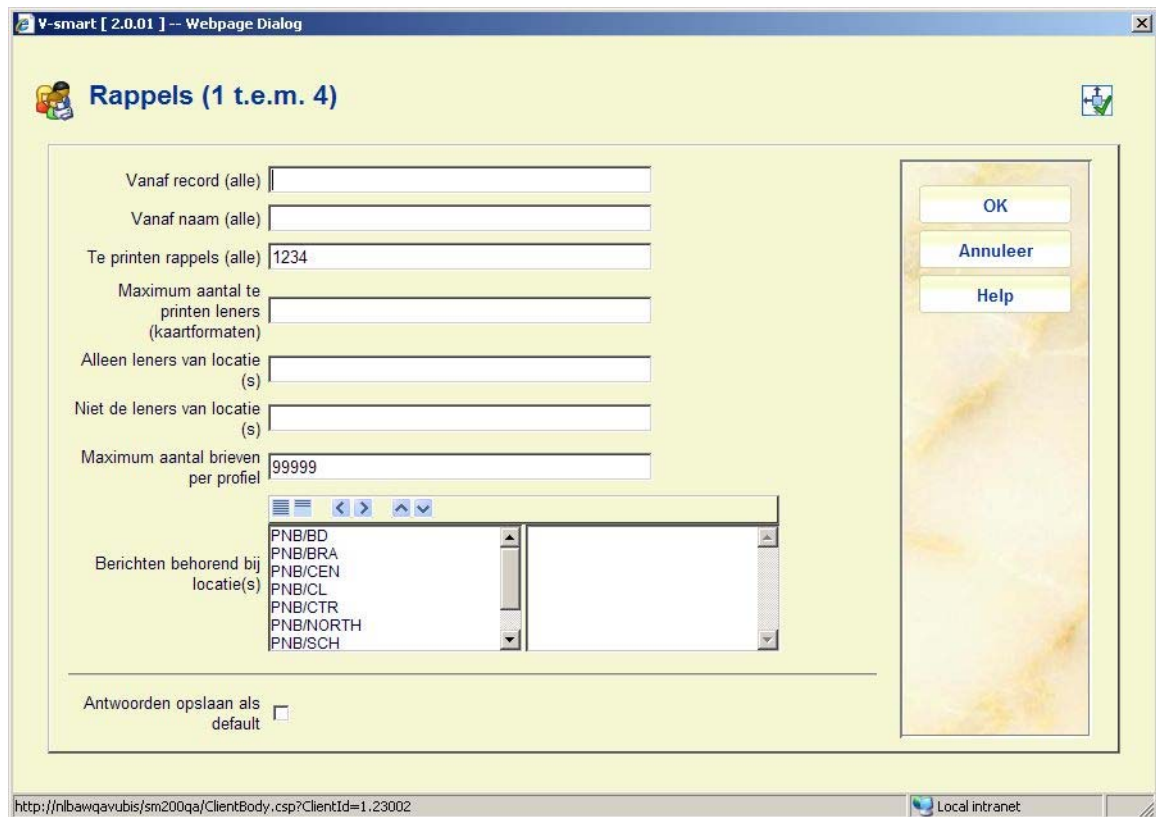 V-smart [ 2.0.01 ] -- Webpage Dialog
Rappels (1 t.e.m. 4)
Vanaf record (alle)
Vanaf naam (alle)
Te printen rappels (alle) 1234
Maximum aantal te
printen leners
(kaartformaten)
Alleen leners van locatie
(s)
Niet de leners van locatie
(s)
Maximum aantal brieven
per profiel
99999
Berichten behorend bij
locatie(s)
PNB/BD
PNB/BRA
PNB/CEN
PNB/CL
PNB/CTR
PNB/NORTH
PNB/SCH
Antwoorden opslaan als
default
OK
Annuleer
Help
http://nlbawqavubis/sm200qa/ClientBody.csp?ClientId=1.23002
Local intranet